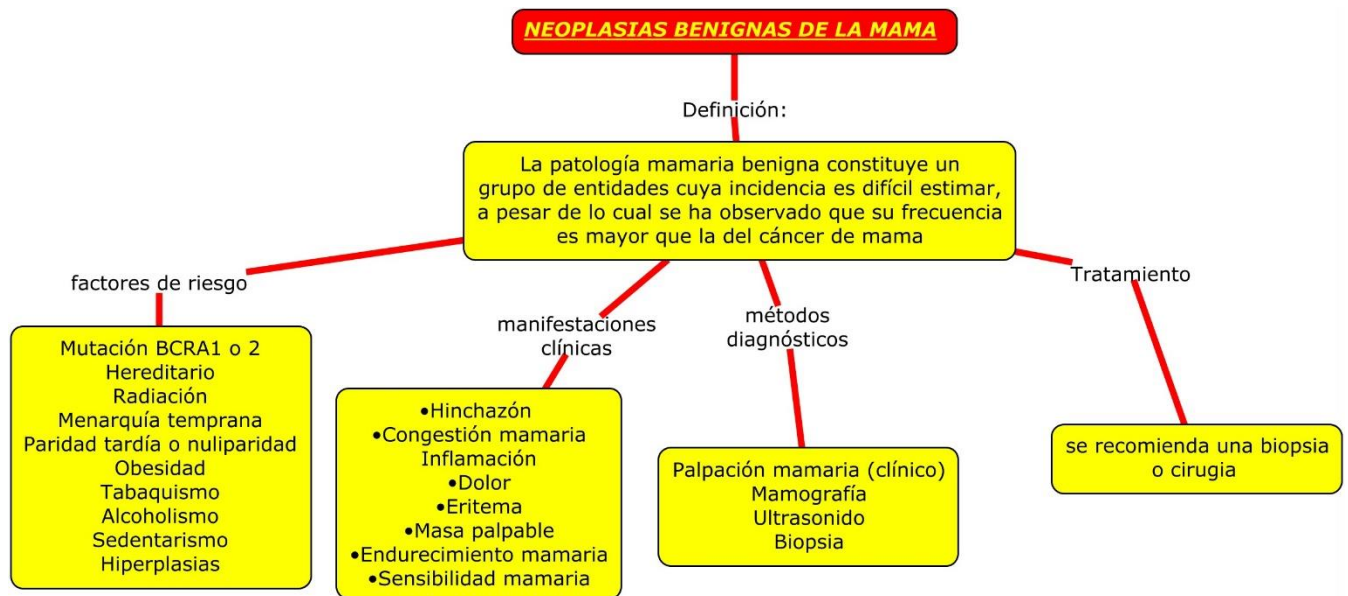 NEOPLASIAS BENIGNAS DE LA MAMA
Definición:
La patología mamaria benigna constituye un
grupo de entidades cuya incidencia es difícil estimar,
a pesar de lo cual se ha observado que su frecuencia
es mayor que la del cáncer de mama
factores de riesgo
Mutación BCRA1 o 2
Hereditario
Radiación
Menarquía temprana
Paridad tardía o nuliparidad
Obesidad
Tabaquismo
Alcoholismo
Sedentarismo
Hiperplasias
manifestaciones
clínicas
•Hinchazón
•Congestión mamaria
Inflamación
•Dolor
•Eritema
•Masa palpable
•Endurecimiento mamaria
•Sensibilidad mamaria
métodos
diagnósticos
Palpación mamaria (clínico)
Mamografía
Ultrasonido
Biopsia
Tratamiento
se recomienda una biopsia
o cirugia